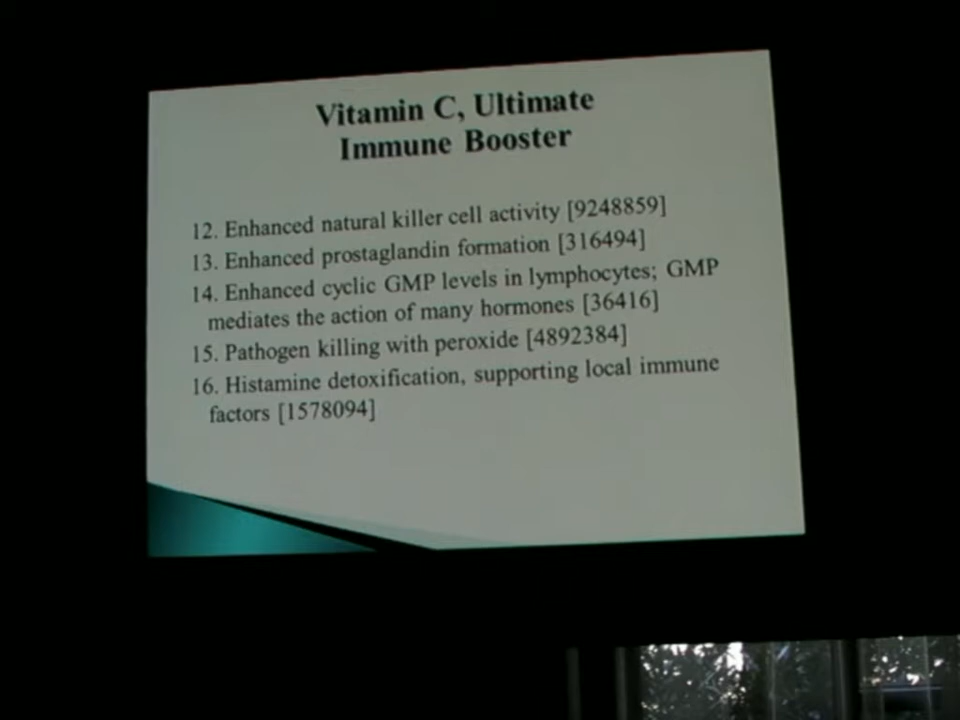 Vitamin C, Ultimate
Immune Booster
12. Enhanced natural killer cell activity [9248859]
13. Enhanced prostaglandin formation [316494]
14. Enhanced cyclic GMP levels in lymphocytes; GMP
mediates the action of many hormones [36416]
15. Pathogen killing with peroxide [4892384]
16. Histamine detoxification, supporting local immune
factors [1578094]